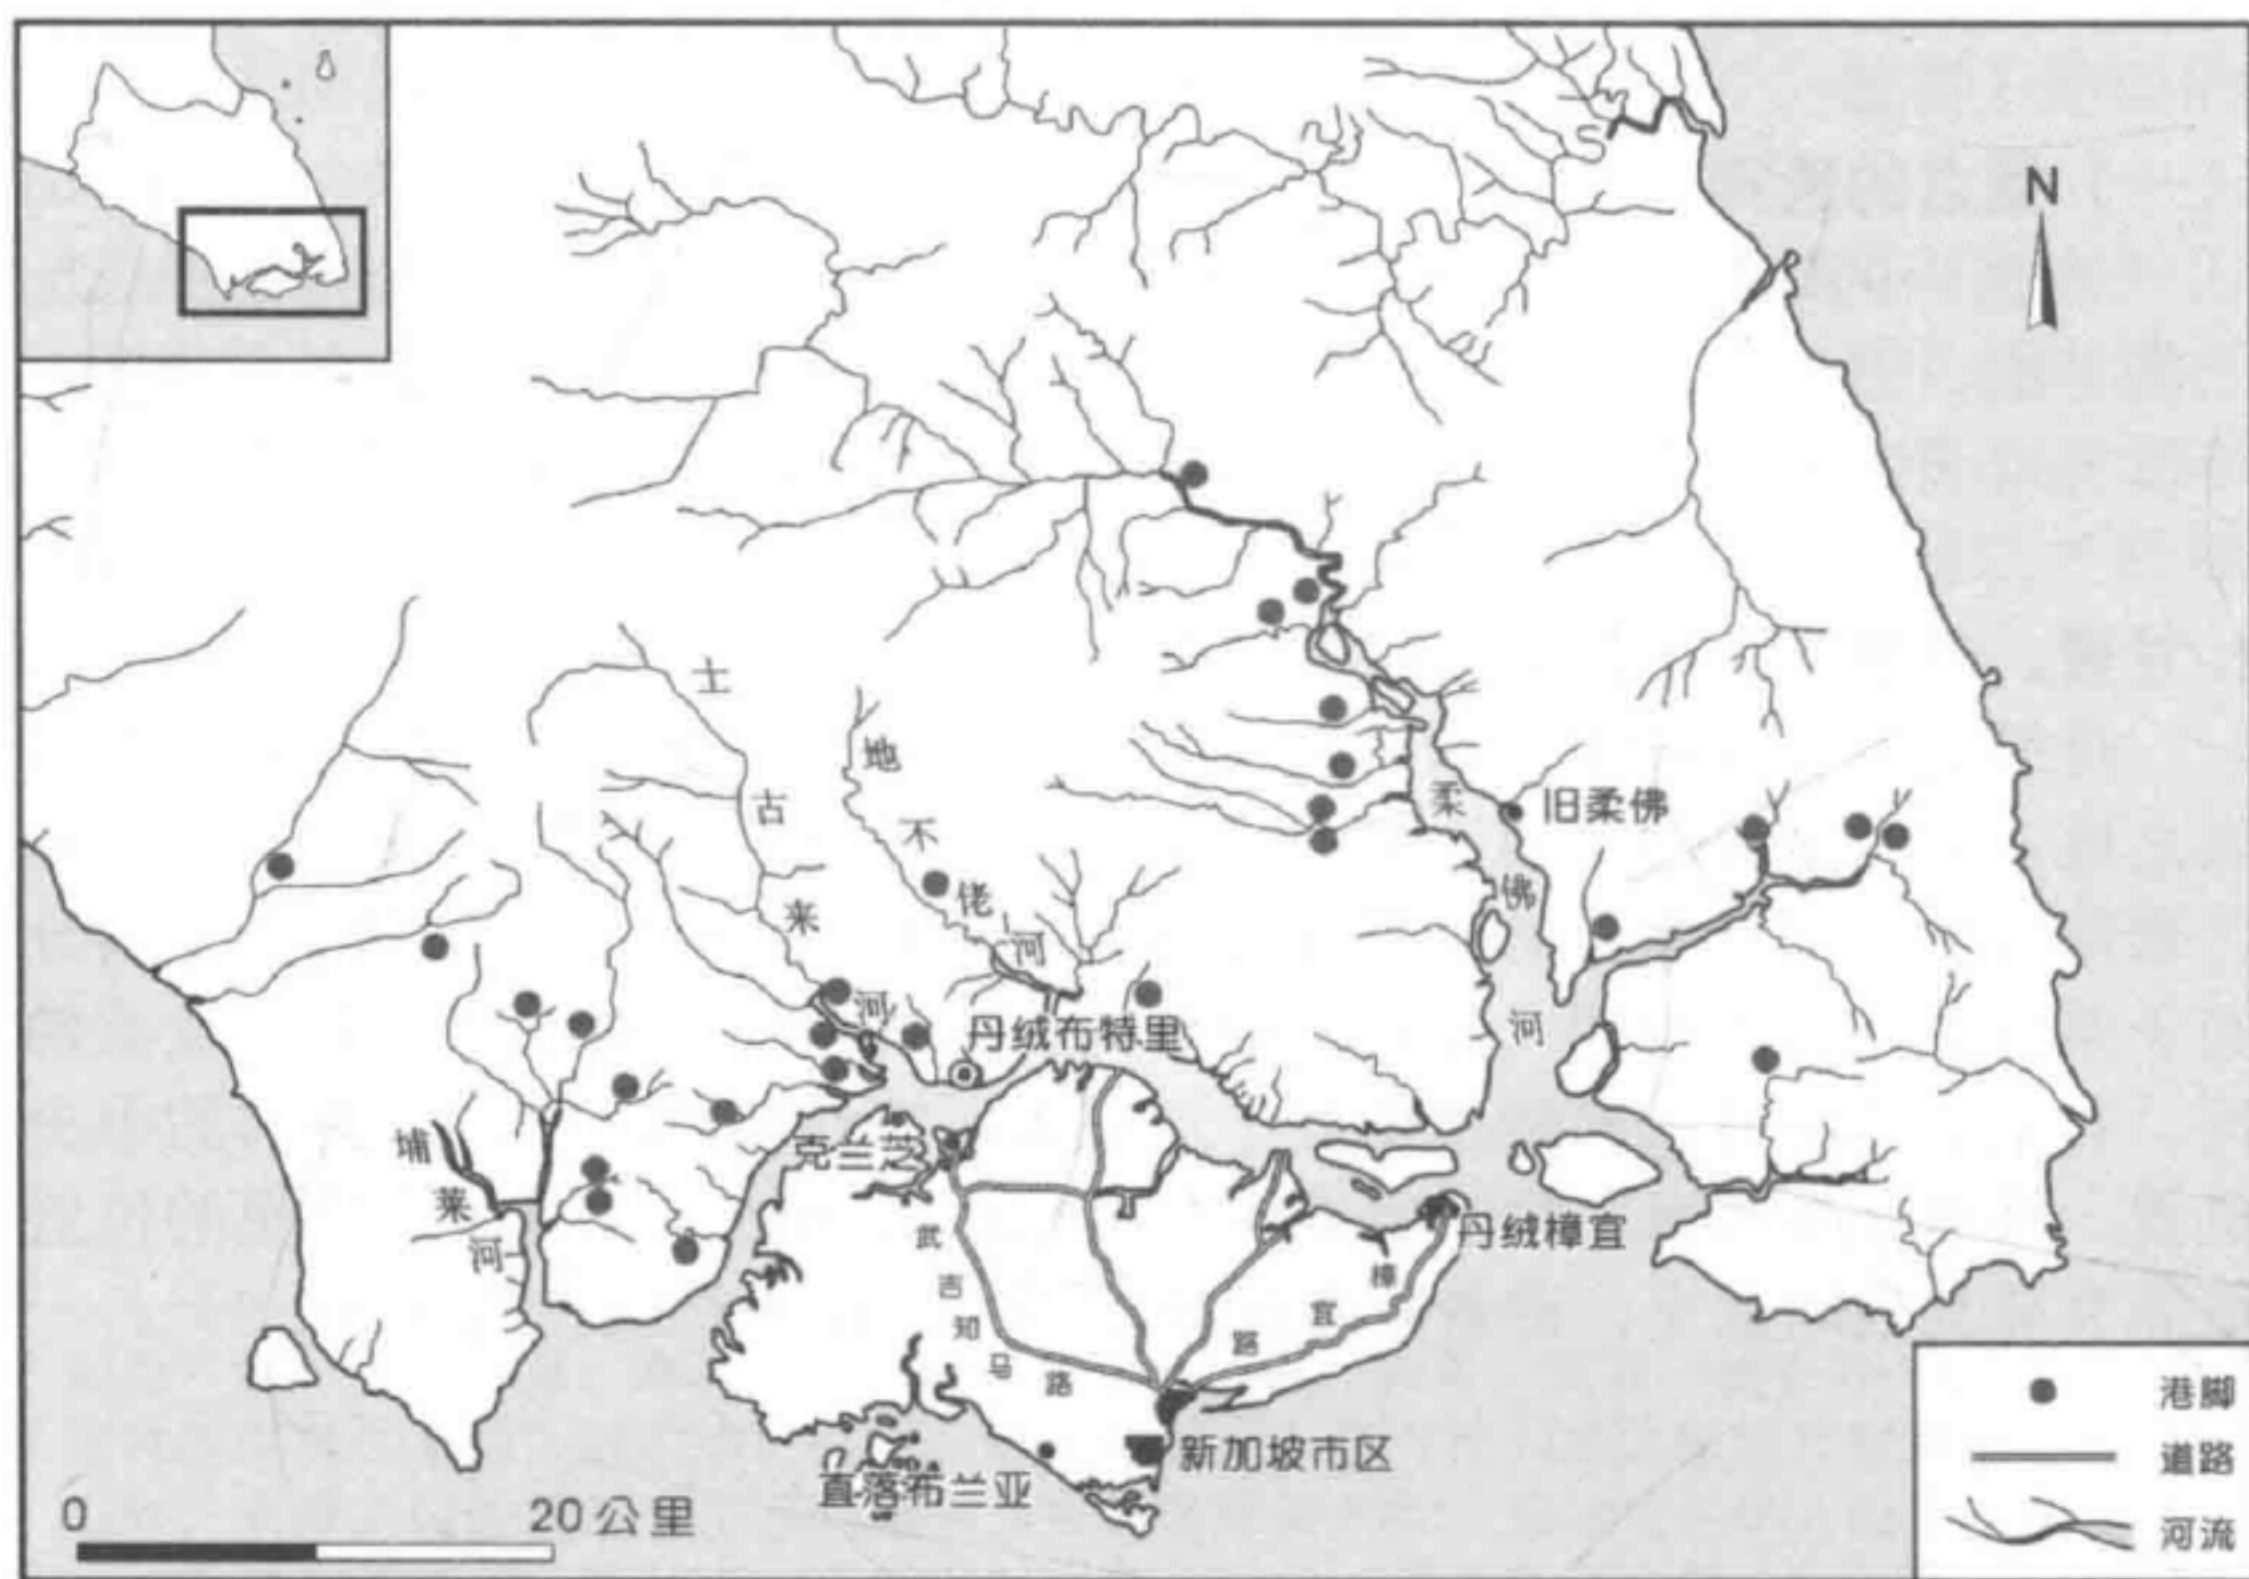 N
士古来河
地不佬河
柔佛河
旧柔佛
丹绒布特里
埔莱河
克兰芝
丹绒樟宜
武吉知马路
樟宜路
新加坡市区
直落布兰亚
0 20公里
港脚
道路
河流